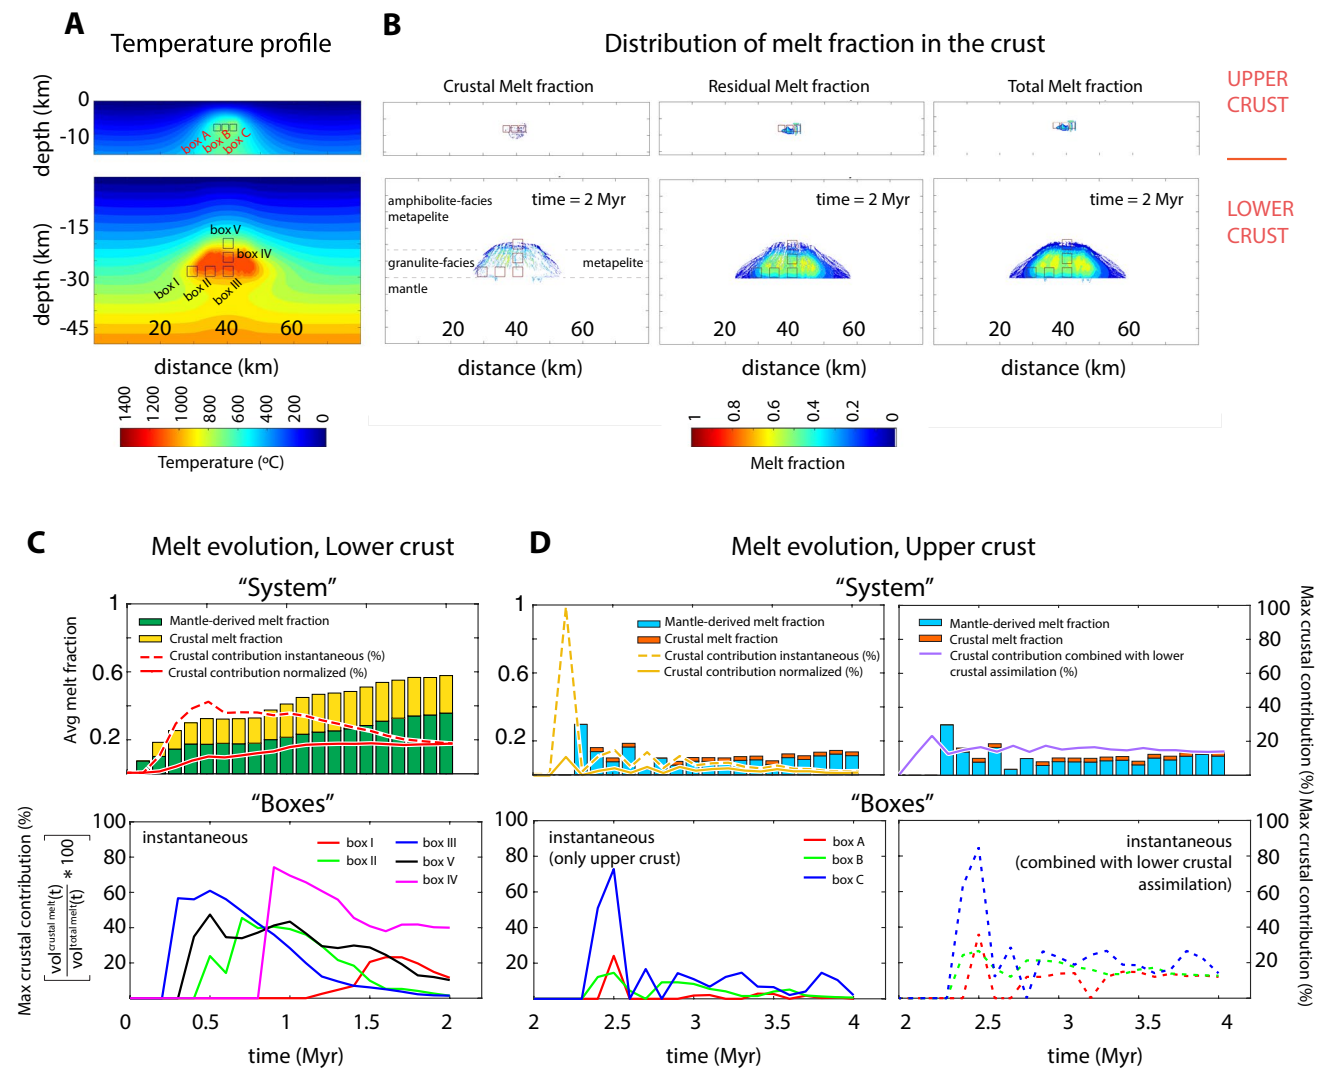 A
Temperature profile
B
Distribution of melt fraction in the crust
Crustal Melt fraction
Residual Melt fraction
Total Melt fraction
UPPER
CRUST
LOWER
CRUST
depth (km)
0
-10
box A
box B
box C
depth (km)
-15
-30
-45
box V
box IV
box I
box II
box III
20
40
60
distance (km)
amphibolite-facies
metapelite
time = 2 Myr
granulite-facies
metapelite
mantle
20
40
60
distance (km)
time = 2 Myr
20
40
60
distance (km)
time = 2 Myr
20
40
60
distance (km)
1400
1200
1000
800
600
400
200
0
Temperature (ºC)
1
0.8
0.6
0.4
0.2
0
Melt fraction
C
Melt evolution, Lower crust
"System"
Avg melt fraction
1
0.6
0.2
Mantle-derived melt fraction
Crustal melt fraction
Crustal contribution instantaneous (%)
Crustal contribution normalized (%)
"Boxes"
Max crustal contribution (%)
vol crustal melt (t)
vol total melt (t)
* 100
100
80
60
40
20
instantaneous
box I
box II
box III
box V
box IV
0
0.5
1
1.5
2
time (Myr)
D
Melt evolution, Upper crust
"System"
1
0.6
0.2
Mantle-derived melt fraction
Crustal melt fraction
Crustal contribution instantaneous (%)
Crustal contribution normalized (%)
Mantle-derived melt fraction
Crustal melt fraction
Crustal contribution combined with lower
crustal assimilation (%)
100
80
60
40
20
Max crustal contribution (%)
"Boxes"
100
80
60
40
20
instantaneous
(only upper crust)
box A
box B
box C
2
2.5
3
3.5
4
time (Myr)
instantaneous
(combined with lower crustal
assimilation)
100
80
60
40
20
Max crustal contribution (%)
2
2.5
3
3.5
4
time (Myr)